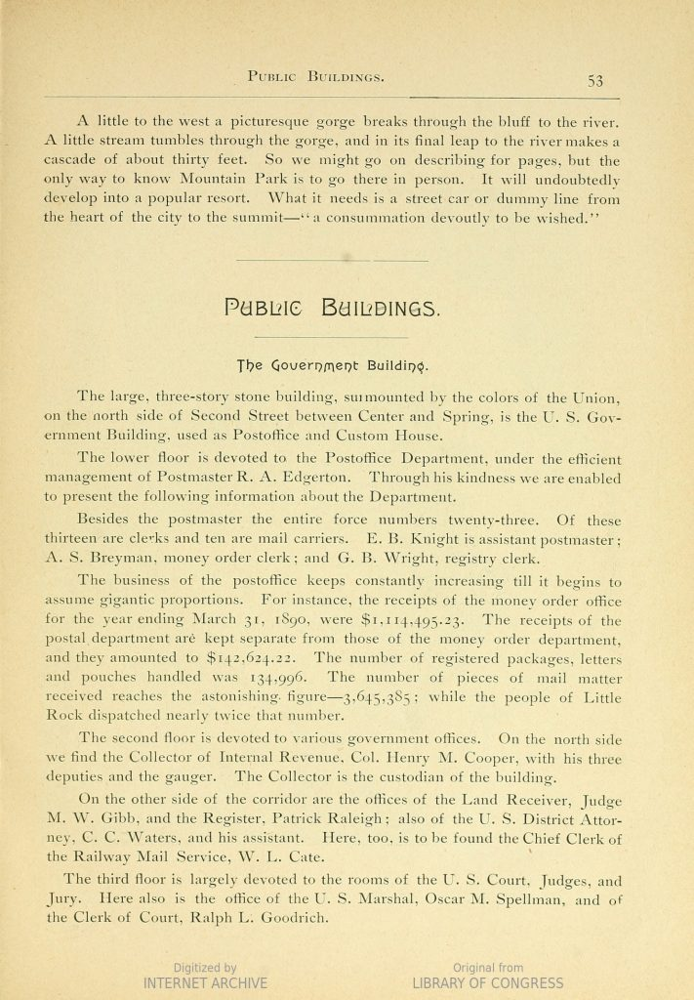 PUBLIC BUILDINGS.
53
A little to the west a picturesque gorge breaks through the bluff to the river.
A little stream tumbles through the gorge, and in its final leap to the river makes a
cascade of about thirty feet. So we might go on describing for pages, but the
only way to know Mountain Park is to go there in person. It will undoubtedly
develop into a popular resort. What it needs is a street car or dummy line from
the heart of the city to the summit—“a consummation devoutly to be wished.”
PUBLIC BUILDINGS.
The Government Building.
The large, three-story stone building, surmounted by the colors of the Union,
on the north side of Second Street between Center and Spring, is the U. S. Gov-
ernment Building, used as Postoffice and Custom House.
The lower floor is devoted to the Postoffice Department, under the efficient
management of Postmaster R. A. Edgerton. Through his kindness we are enabled
to present the following information about the Department.
Besides the postmaster the entire force numbers twenty-three. Of these
thirteen are clerks and ten are mail carriers. E. B. Knight is assistant postmaster;
A. S. Breyman, money order clerk; and G. B. Wright, registry clerk.
The business of the postoffice keeps constantly increasing till it begins to
assume gigantic proportions. For instance, the receipts of the money order office
for the year ending March 31, 1890, were $1,114,495.23. The receipts of the
postal department are kept separate from those of the money order department,
and they amounted to $142,624.22. The number of registered packages, letters
and pouches handled was 134,996. The number of pieces of mail matter
received reaches the astonishing figure—3,645,385; while the people of Little
Rock dispatched nearly twice that number.
The second floor is devoted to various government offices. On the north side
we find the Collector of Internal Revenue, Col. Henry M. Cooper, with his three
deputies and the gauger. The Collector is the custodian of the building.
On the other side of the corridor are the offices of the Land Receiver, Judge
M. W. Gibb, and the Register, Patrick Raleigh; also of the U. S. District Attor-
ney, C. C. Waters, and his assistant. Here, too, is to be found the Chief Clerk of
the Railway Mail Service, W. L. Cate.
The third floor is largely devoted to the rooms of the U. S. Court, Judges, and
Jury. Here also is the office of the U. S. Marshal, Oscar M. Spellman, and of
the Clerk of Court, Ralph L. Goodrich.
Digitized by
INTERNET ARCHIVE
Original from
LIBRARY OF CONGRESS